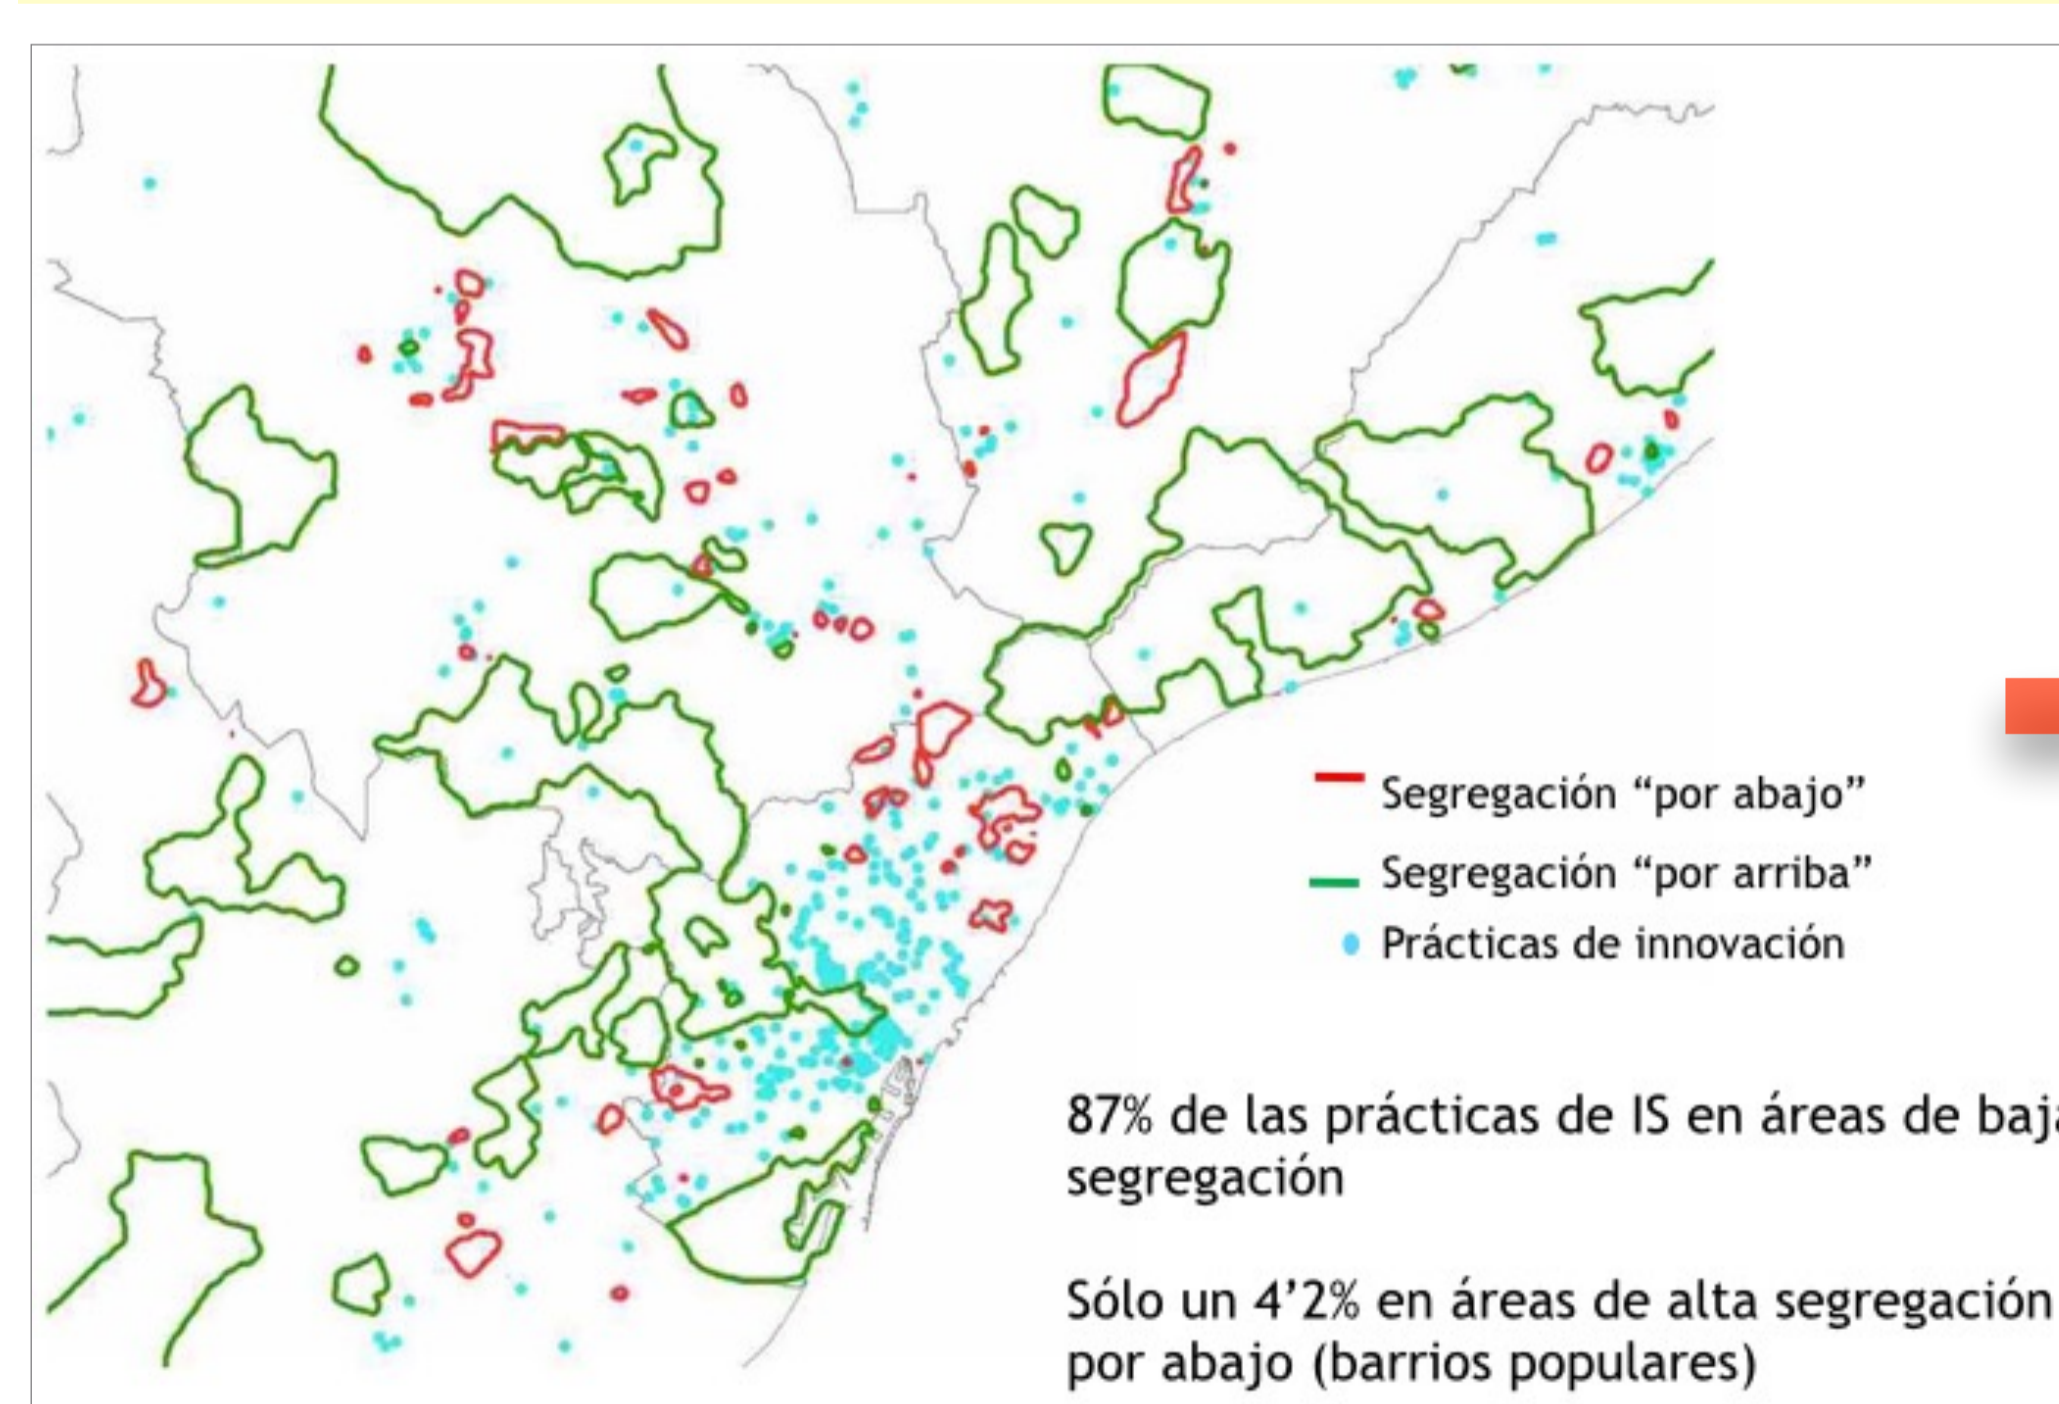 Segregación “por abajo”
Segregación “por arriba”
Prácticas de innovación
87% de las prácticas de IS en áreas de baja
segregación
Sólo un 4’2% en áreas de alta segregación
por abajo (barrios populares)